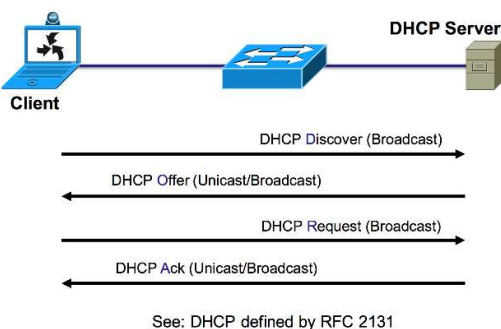 DHCP Server
Client
DHCP Discover (Broadcast)
DHCP Offer (Unicast/Broadcast)
DHCP Request (Broadcast)
DHCP Ack (Unicast/Broadcast)
See: DHCP defined by RFC 2131